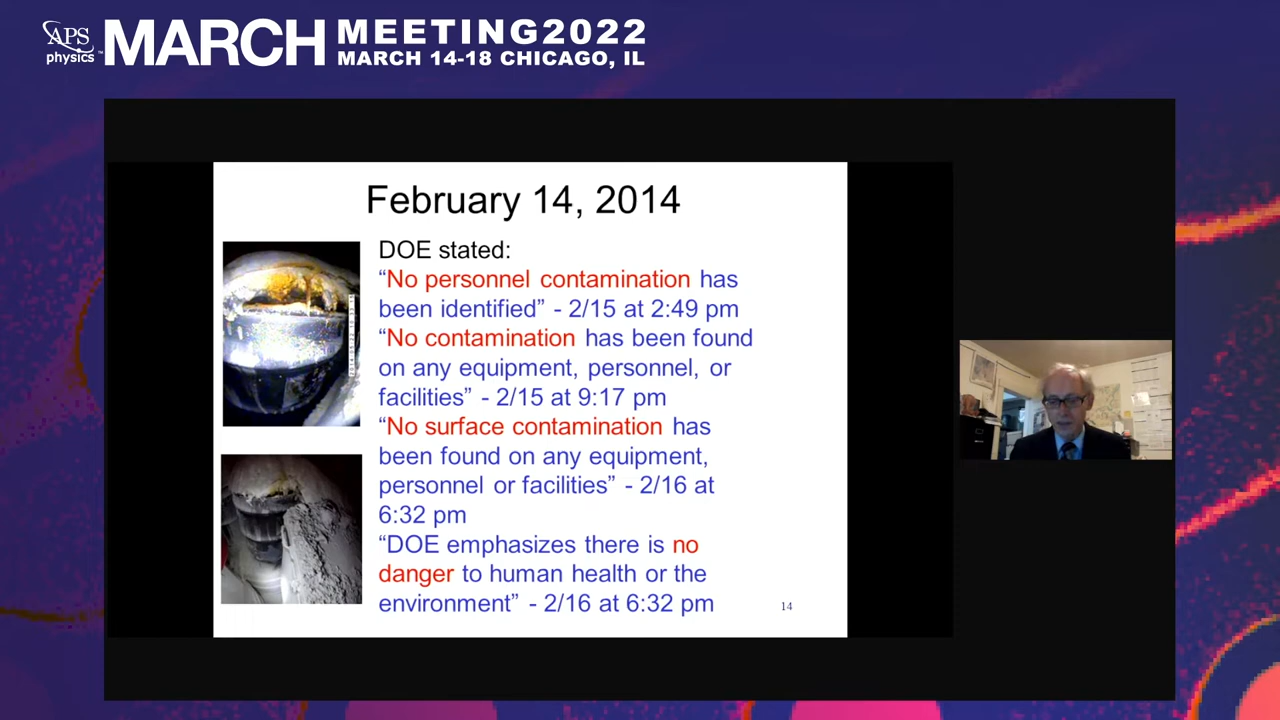 APS
physics
MARCH
MEETING2022
MARCH 14-18 CHICAGO, IL
February 14, 2014
DOE stated:
“No personnel contamination has
been identified” - 2/15 at 2:49 pm
“No contamination has been found
on any equipment, personnel, or
facilities” - 2/15 at 9:17 pm
“No surface contamination has
been found on any equipment,
personnel or facilities” - 2/16 at
6:32 pm
“DOE emphasizes there is no
danger to human health or the
environment” - 2/16 at 6:32 pm
14